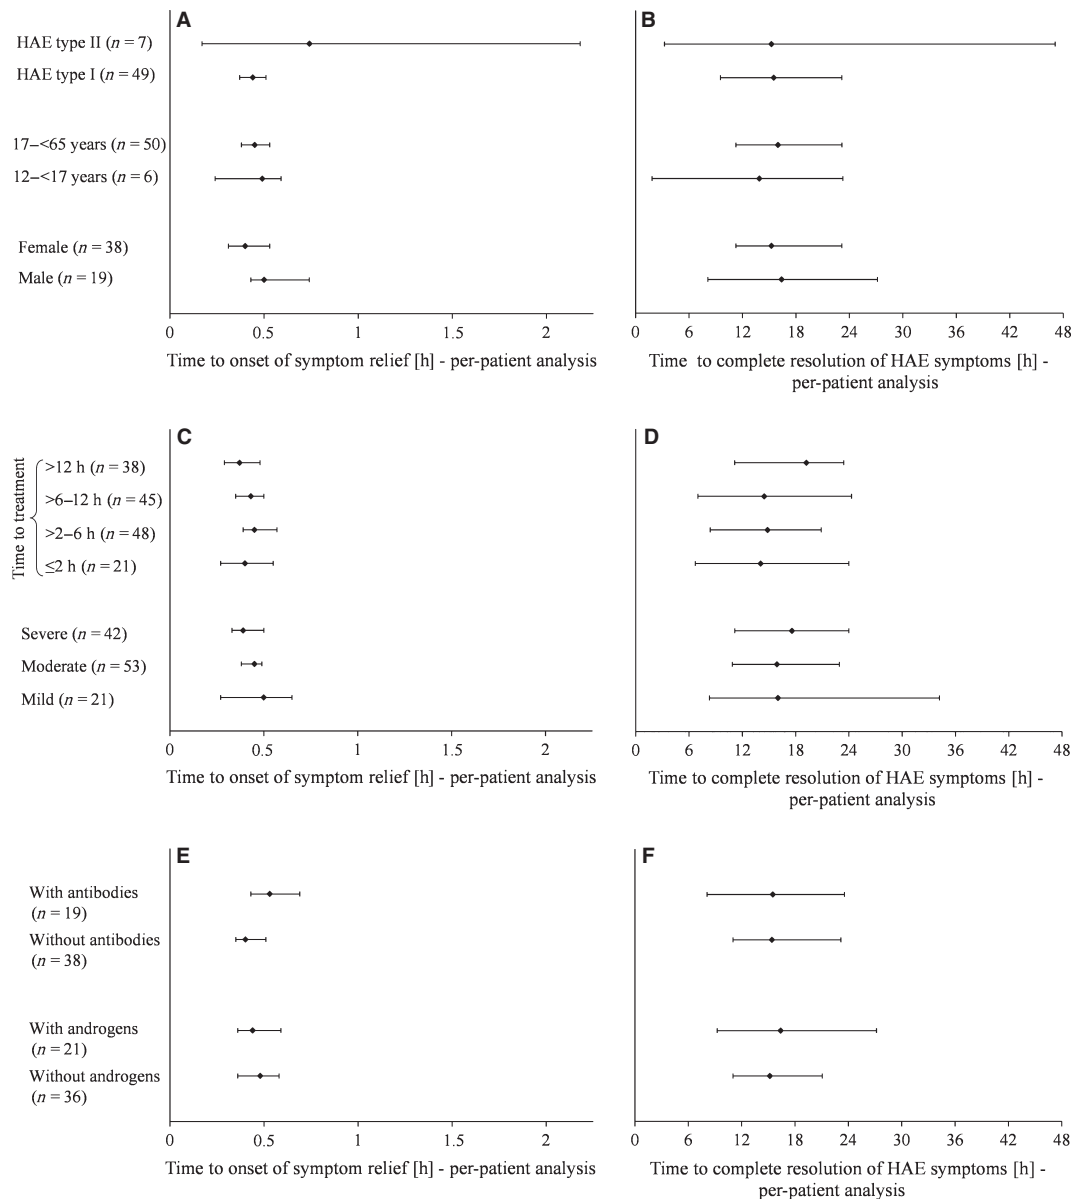 A
B
HAE type II (n = 7)
HAE type I (n = 49)
17–<65 years (n = 50)
12–<17 years (n = 6)
Female (n = 38)
Male (n = 19)
0 0.5 1 1.5 2
Time to onset of symptom relief [h] - per-patient analysis
0 6 12 18 24 30 36 42 48
Time to complete resolution of HAE symptoms [h] -
per-patient analysis
C
D
Time to treatment
>12 h (n = 38)
>6–12 h (n = 45)
>2–6 h (n = 48)
≤2 h (n = 21)
Severe (n = 42)
Moderate (n = 53)
Mild (n = 21)
0 0.5 1 1.5 2
Time to onset of symptom relief [h] - per-patient analysis
0 6 12 18 24 30 36 42 48
Time to complete resolution of HAE symptoms [h] -
per-patient analysis
E
F
With antibodies
(n = 19)
Without antibodies
(n = 38)
With androgens
(n = 21)
Without androgens
(n = 36)
0 0.5 1 1.5 2
Time to onset of symptom relief [h] - per-patient analysis
0 6 12 18 24 30 36 42 48
Time to complete resolution of HAE symptoms [h] -
per-patient analysis